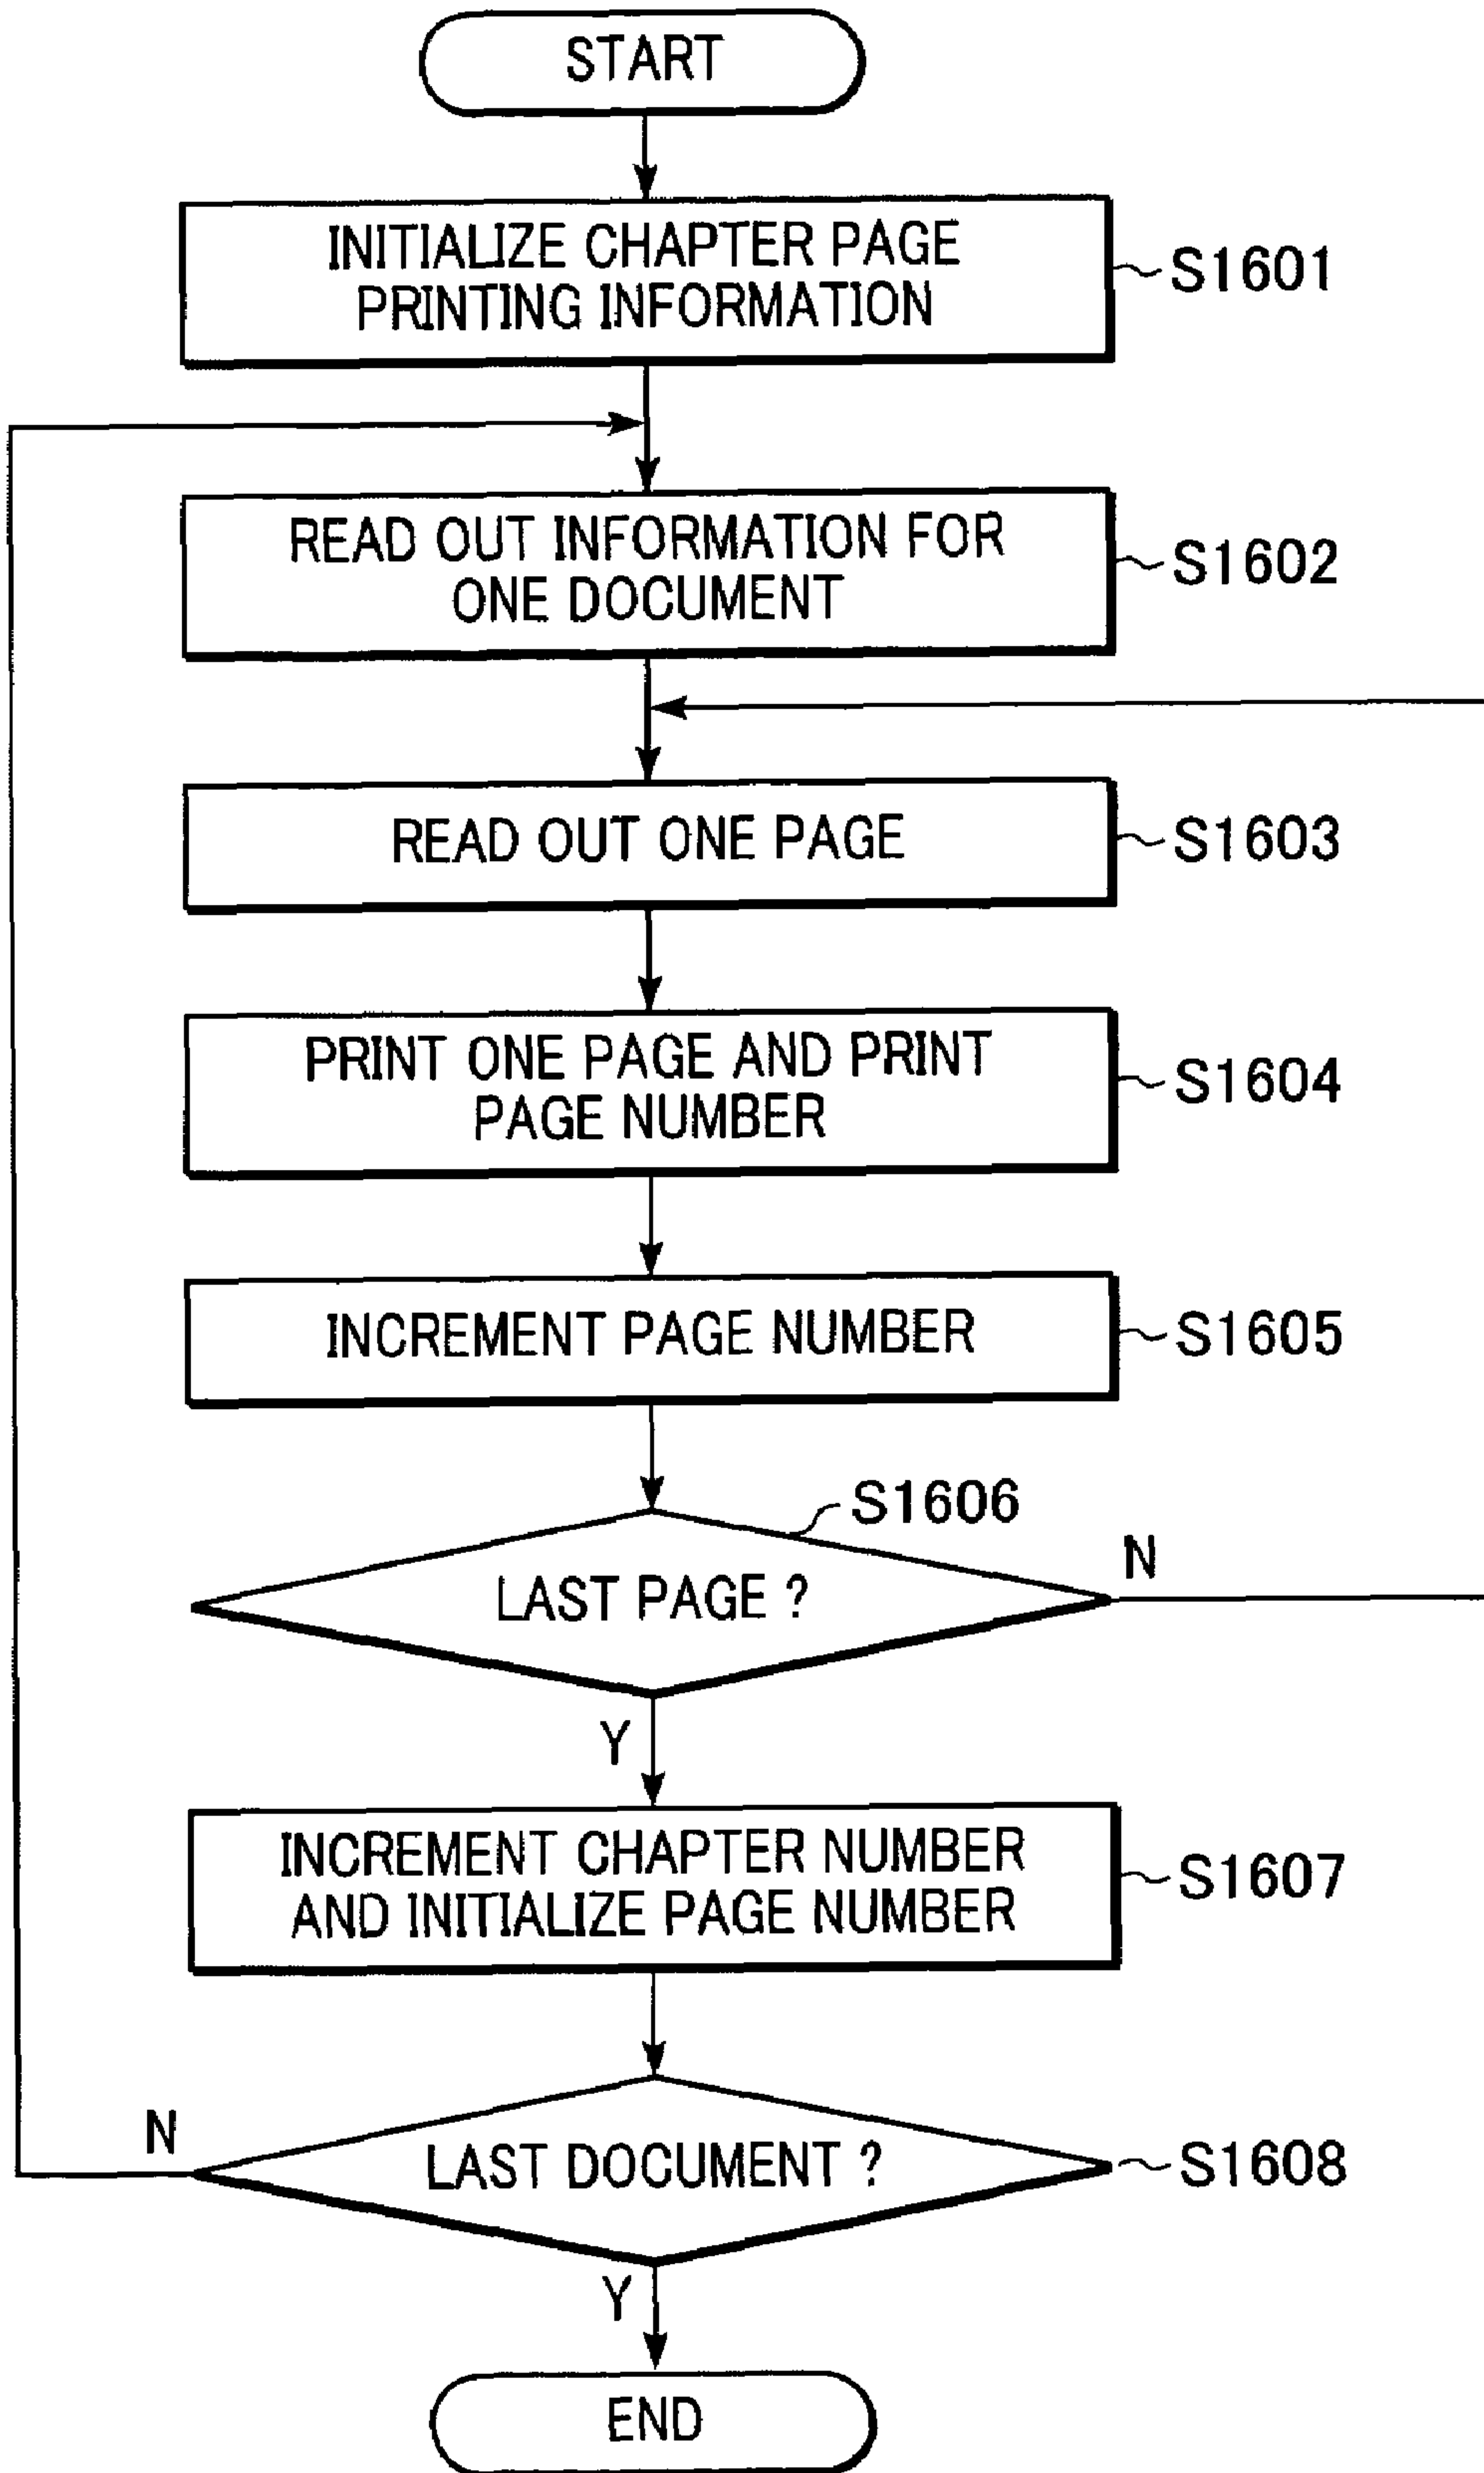 START
INITIALIZE CHAPTER PAGE
PRINTING INFORMATION
S1601
READ OUT INFORMATION FOR
ONE DOCUMENT
S1602
READ OUT ONE PAGE
S1603
PRINT ONE PAGE AND PRINT
PAGE NUMBER
S1604
INCREMENT PAGE NUMBER
S1605
S1606
LAST PAGE ?
N
Y
INCREMENT CHAPTER NUMBER
AND INITIALIZE PAGE NUMBER
S1607
N
LAST DOCUMENT ?
S1608
Y
END